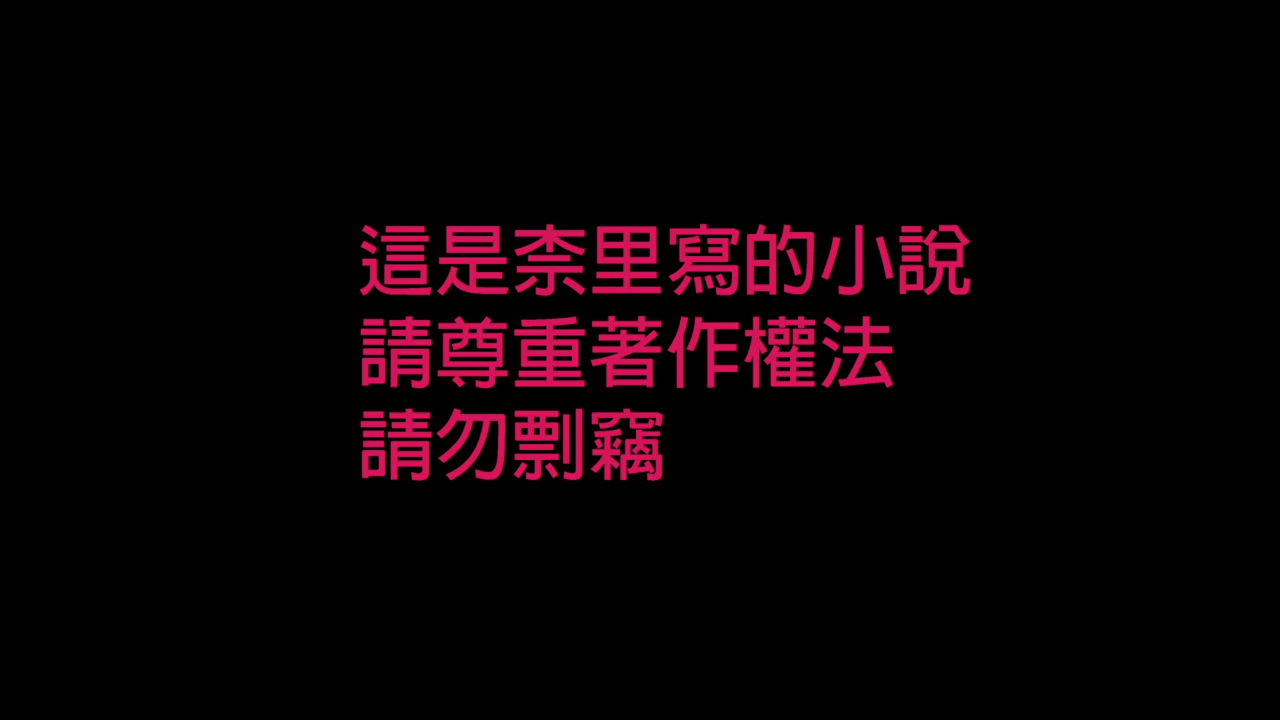 這是柰里寫的小說
請尊重著作權法
請勿剽竊